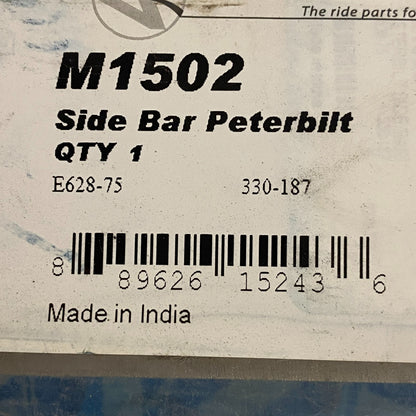 The ride parts fo
M1502
Side Bar Peterbilt
QTY 1
E628-75 330-187
8 89626 15243 6
Made in India